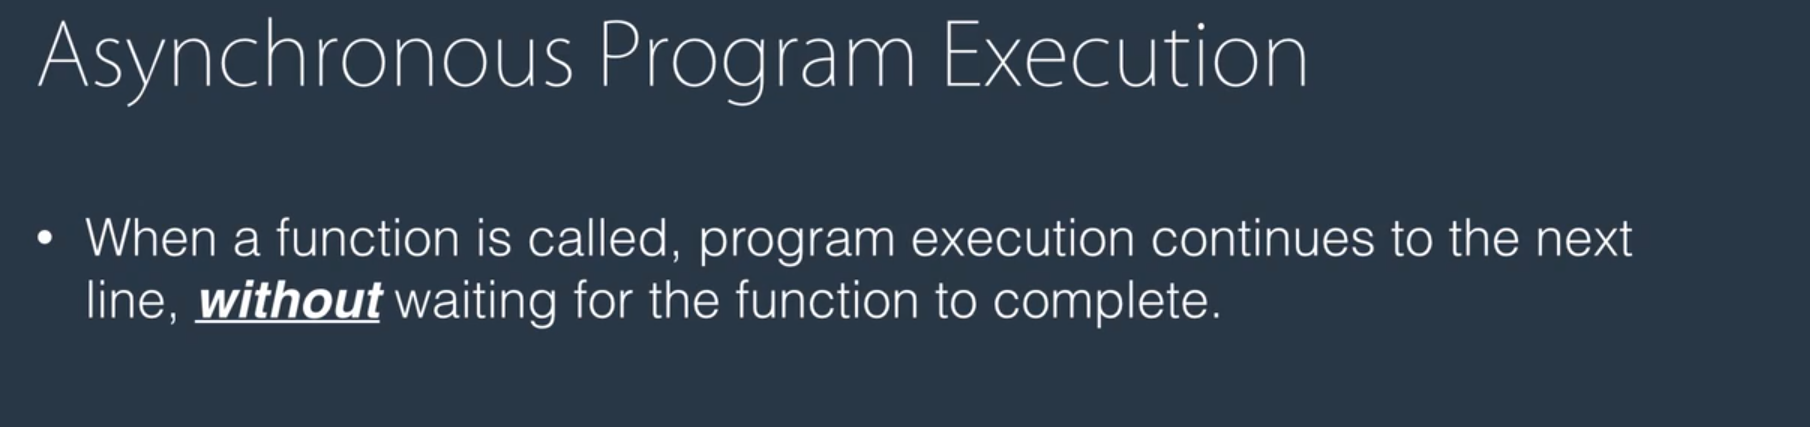 Asynchronous Program Execution
• When a function is called, program execution continues to the next
line, without waiting for the function to complete.